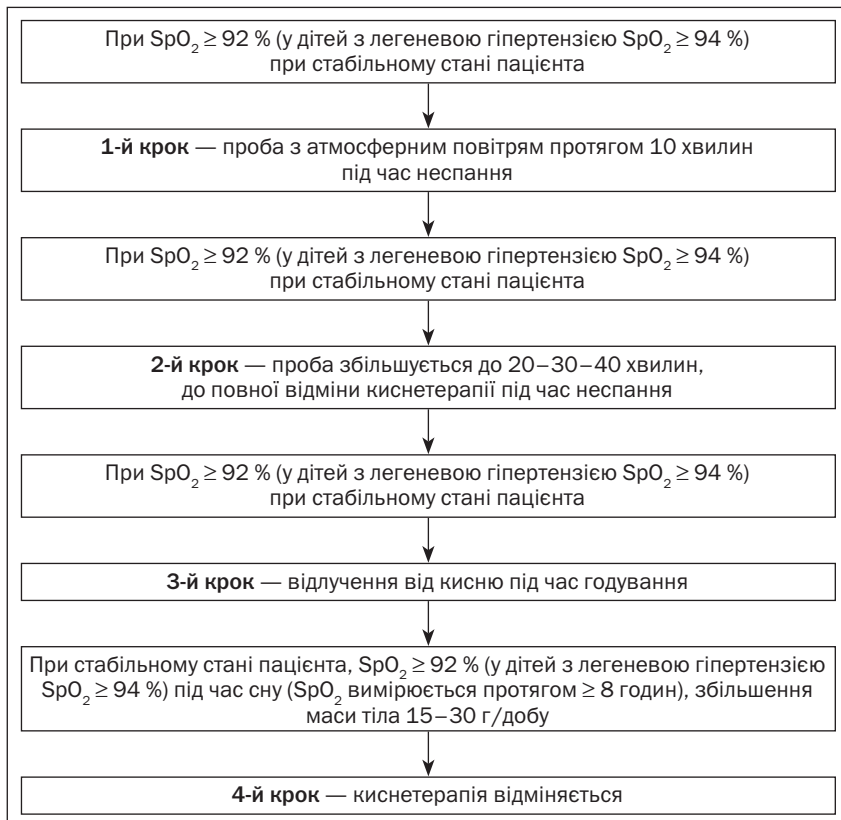 При SpO₂ ≥ 92 % (у дітей з легеневою гіпертензією SpO₂ ≥ 94 %)
при стабільному стані пацієнта
1-й крок — проба з атмосферним повітрям протягом 10 хвилин
під час неспання
При SpO₂ ≥ 92 % (у дітей з легеневою гіпертензією SpO₂ ≥ 94 %)
при стабільному стані пацієнта
2-й крок — проба збільшується до 20–30–40 хвилин,
до повної відміни киснетерапії під час неспання
При SpO₂ ≥ 92 % (у дітей з легеневою гіпертензією SpO₂ ≥ 94 %)
при стабільному стані пацієнта
3-й крок — відлучення від кисню під час годування
При стабільному стані пацієнта, SpO₂ ≥ 92 % (у дітей з легеневою гіпертензією
SpO₂ ≥ 94 %) під час сну (SpO₂ вимірюється протягом ≥ 8 годин), збільшення
маси тіла 15–30 г/добу
4-й крок — киснетерапія відміняється